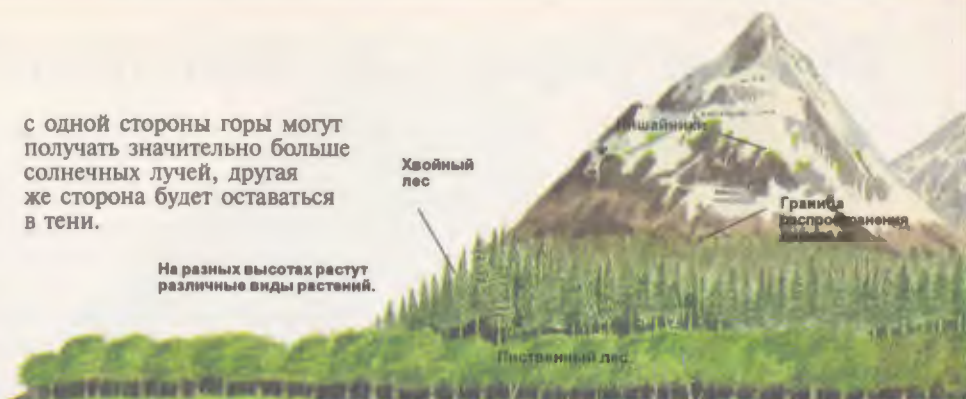 с одной стороны горы могут
получать значительно больше
солнечных лучей, другая
же сторона будет оставаться
в тени.
Лишайники
Хвойный
лес
Граница
распространения
На разных высотах растут
различные виды растений.
Лиственный лес